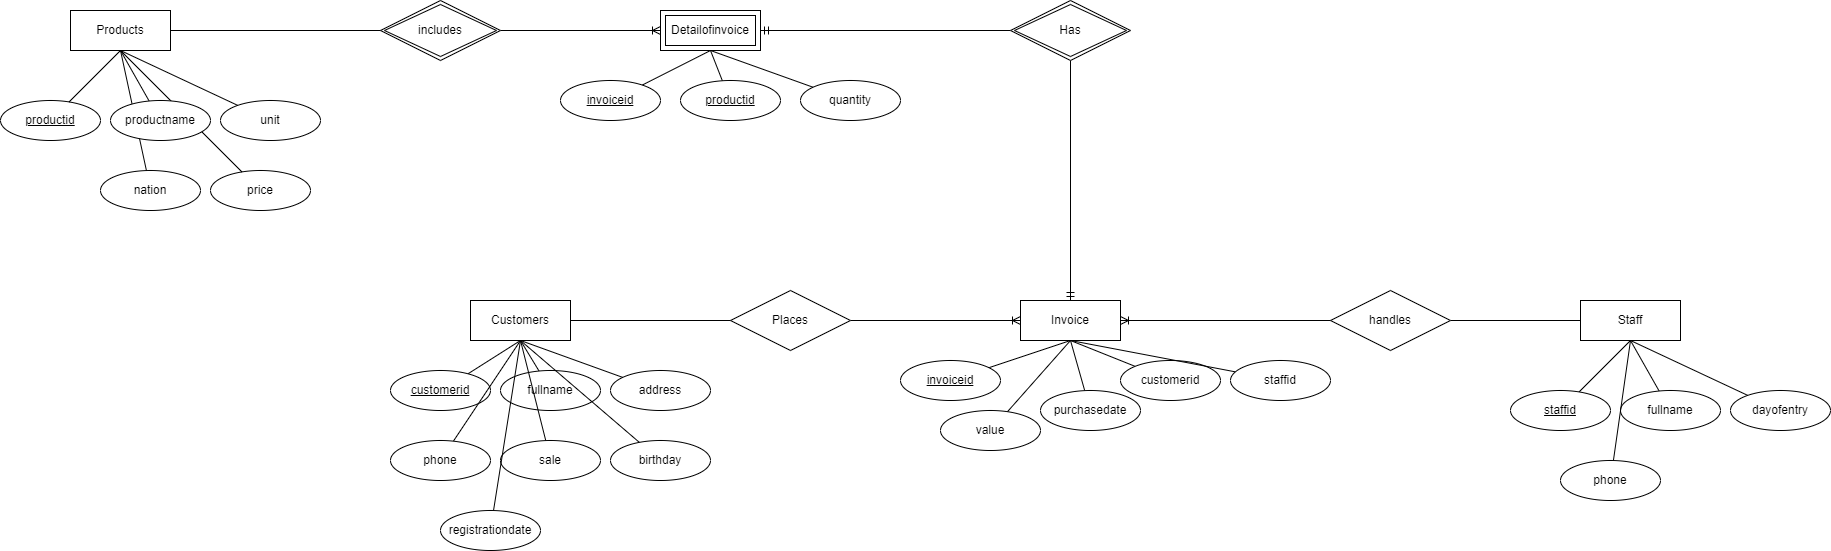 Products
includes
Detailofinvoice
Has
invoiceid
productid
quantity
productid
productname
unit
nation
price
Customers
Places
Invoice
handles
Staff
customerid
fullname
address
invoiceid
customerid
staffid
purchasedate
value
staffid
fullname
dayofentry
phone
sale
birthday
phone
registrationdate